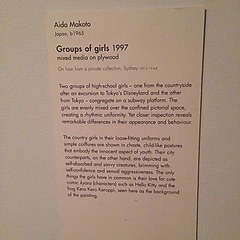 Aida Makoto
Japan, b1965
Groups of girls 1997
mixed media on plywood
On loan from a private collection, Sydney
Two groups of high-school girls – one from the countryside
after an excursion to Tokyo's Disneyland and the other
from Tokyo – congregate on a subway platform. The
girls are evenly mixed over the confined pictorial space,
creating a rhythmic uniformity. Yet closer inspection reveals
remarkable differences in their appearance and behaviour.
The country girls in their loose-fitting uniforms and
simple coiffures are shown in chaste, child-like postures
that embody the innocent aspect of youth. Their city
counterparts, on the other hand, are depicted as
self-absorbed and savvy creatures, brimming with
self-confidence and sexual aggressiveness. The only
things the girls have in common is their love for cute
iconic kyara (characters) such as Hello Kitty and the
frog Kero Kero Keroppi, seen here as the background
of the painting.